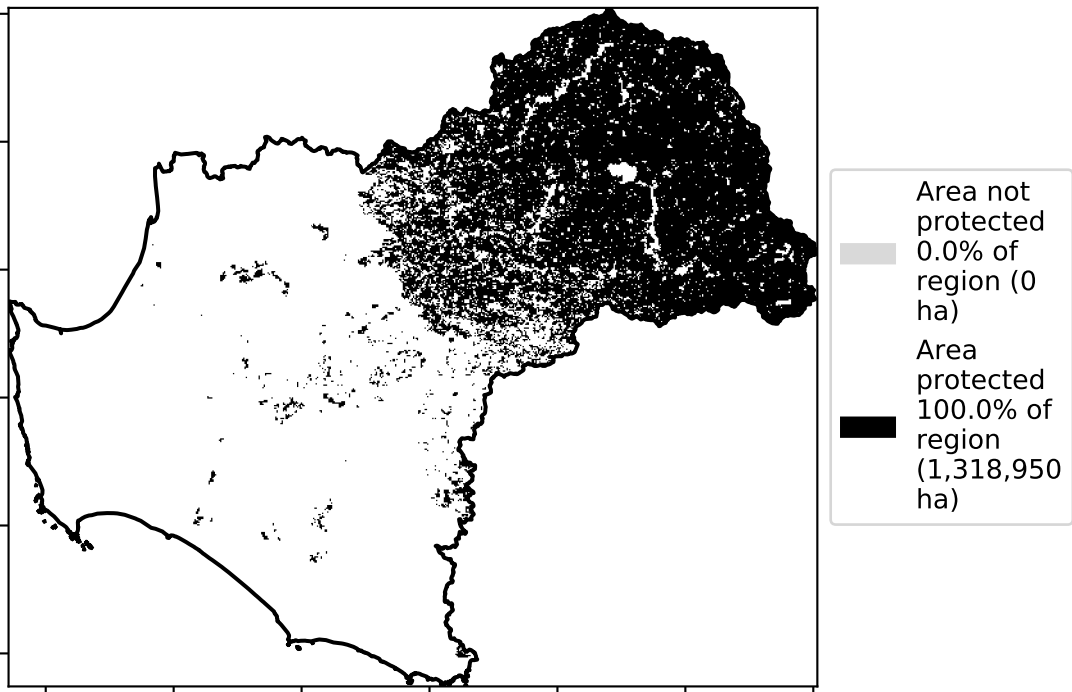 Area not
protected
0.0% of
region (0
ha)
Area
protected
100.0% of
region
(1,318,950
ha)